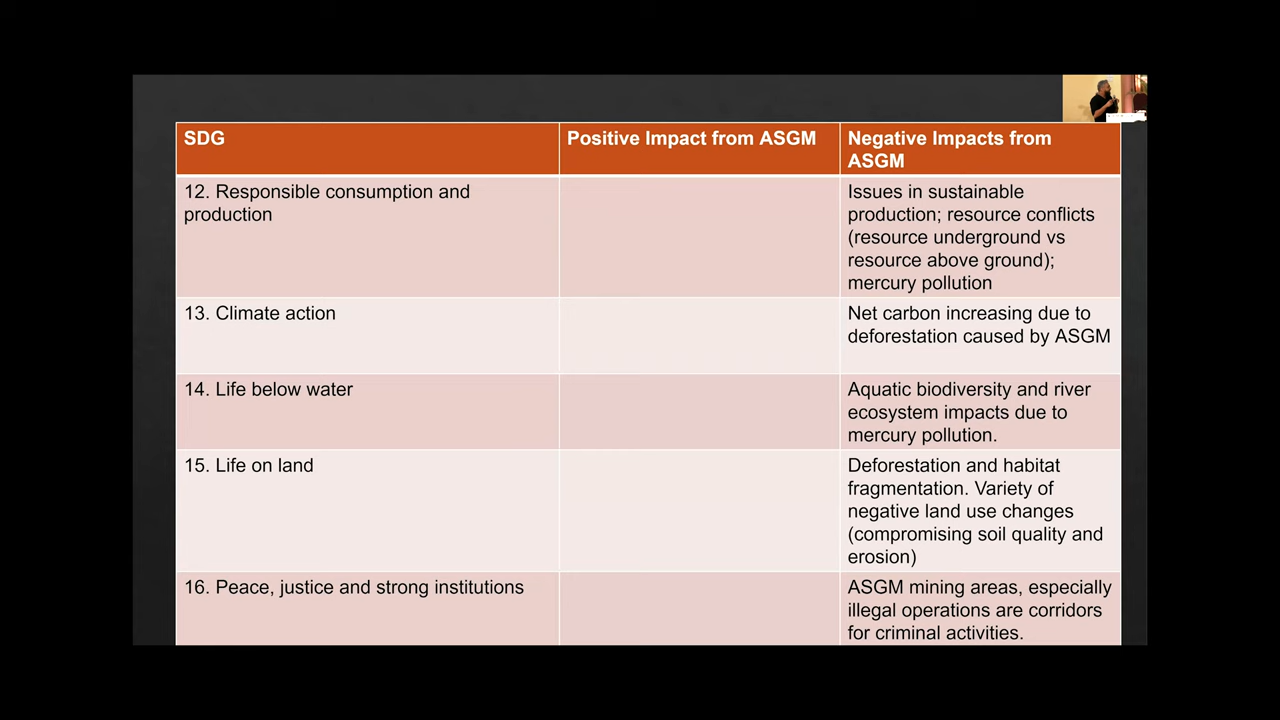 SDG
Positive Impact from ASGM
Negative Impacts from
ASGM
12. Responsible consumption and
production
Issues in sustainable
production; resource conflicts
(resource underground vs
resource above ground);
mercury pollution
13. Climate action
Net carbon increasing due to
deforestation caused by ASGM
14. Life below water
Aquatic biodiversity and river
ecosystem impacts due to
mercury pollution.
15. Life on land
Deforestation and habitat
fragmentation. Variety of
negative land use changes
(compromising soil quality and
erosion)
16. Peace, justice and strong institutions
ASGM mining areas, especially
illegal operations are corridors
for criminal activities.